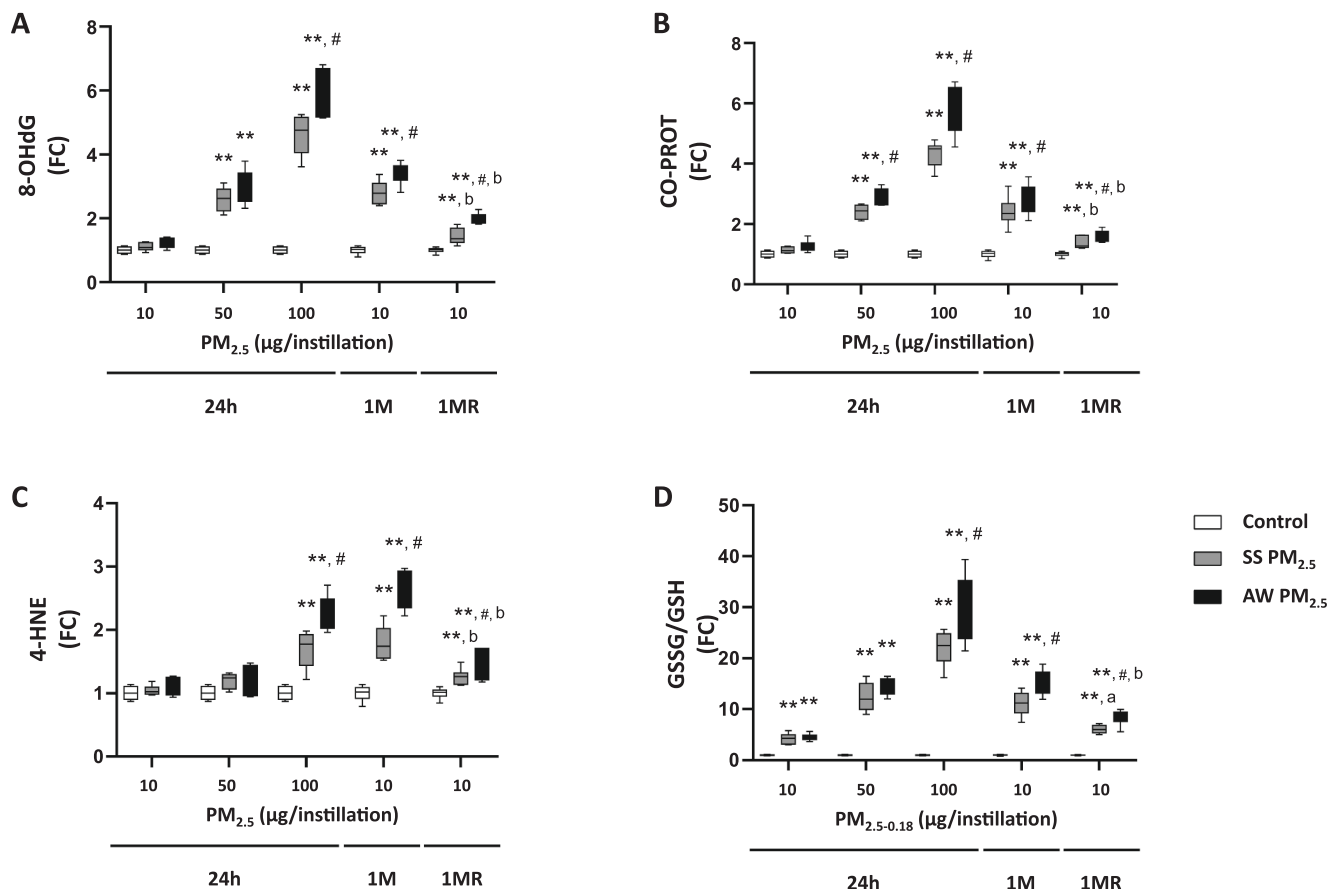 A
8-OHdG
(FC)
8
6
4
2
0
**, #
**
** **
**, #
**
**, #, b
**, b
10 50 100 10 10
PM2.5 (µg/instillation)
24h 1M 1MR
B
CO-PROT
(FC)
8
6
4
2
0
**, #
**
**, #
**
**, #
**
**, #, b
**, b
10 50 100 10 10
PM2.5 (µg/instillation)
24h 1M 1MR
C
4-HNE
(FC)
4
3
2
1
0
**, #
**
**, #
**
**, #, b
**, b
10 50 100 10 10
PM2.5 (µg/instillation)
24h 1M 1MR
D
GSSG/GSH
(FC)
50
40
30
20
10
0
** **
** **
**, #
**
**, #
**
**, #, b
**, a
10 50 100 10 10
PM2.5-0.18 (µg/instillation)
24h 1M 1MR
Control
SS PM2.5
AW PM2.5